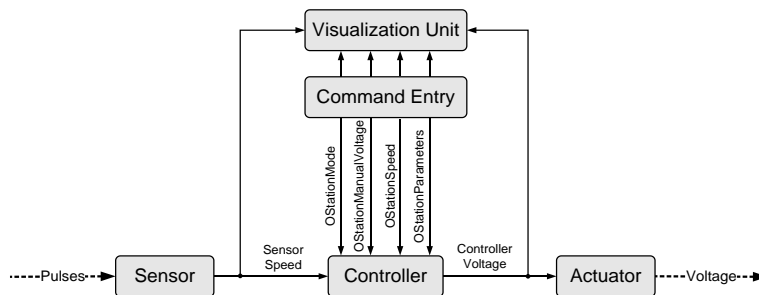 Visualization Unit
Command Entry
OStationMode
OStationManualVoltage
OStationSpeed
OStationParameters
Sensor
Speed
Controller
Voltage
Pulses
Sensor
Controller
Actuator
Voltage